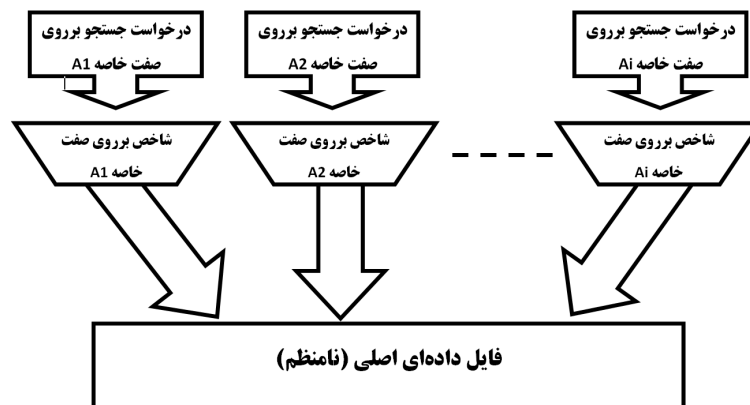 درخواست جستجو برروی
صفت خاصه A1
درخواست جستجو برروی
صفت خاصه A2
درخواست جستجو برروی
صفت خاصه Ai
شاخص برروی صفت
خاصه A1
شاخص برروی صفت
خاصه A2
شاخص برروی صفت
خاصه Ai
فایل داده‌ای اصلی (نامنظم)